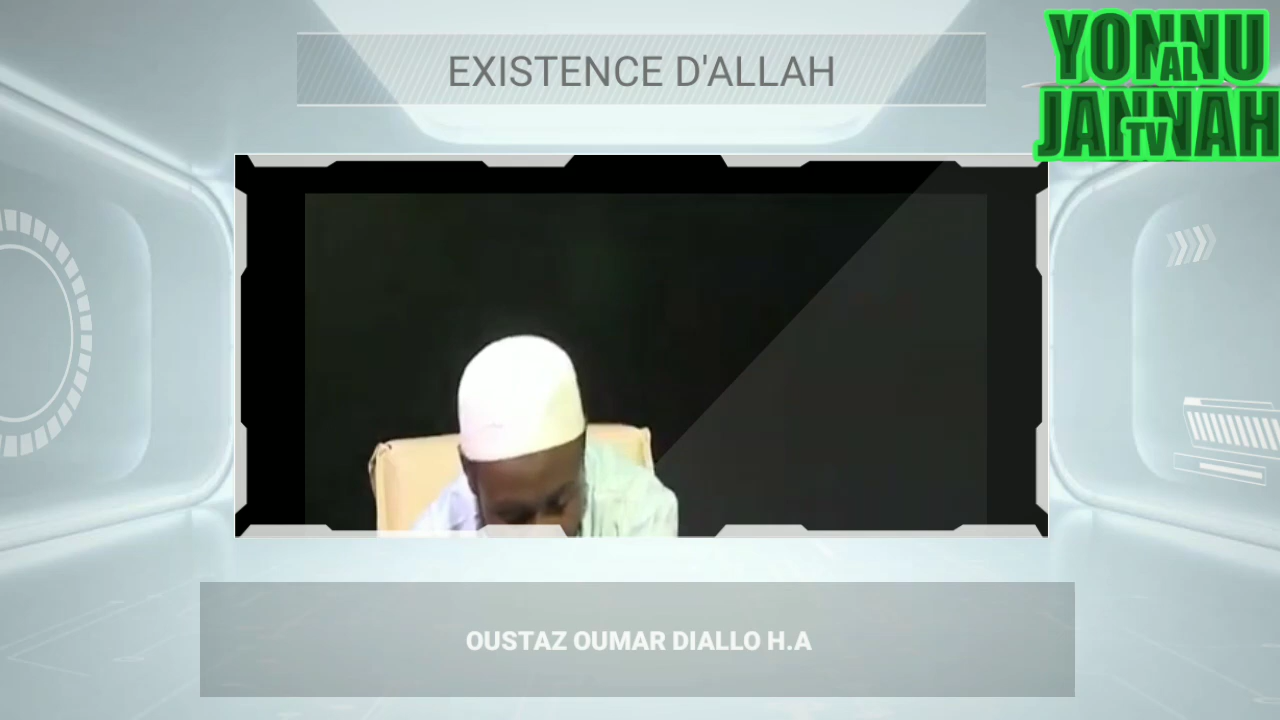 EXISTENCE D'ALLAH
YONNU
AL
JANNAH
TV
OUSTAZ OUMAR DIALLO H.A